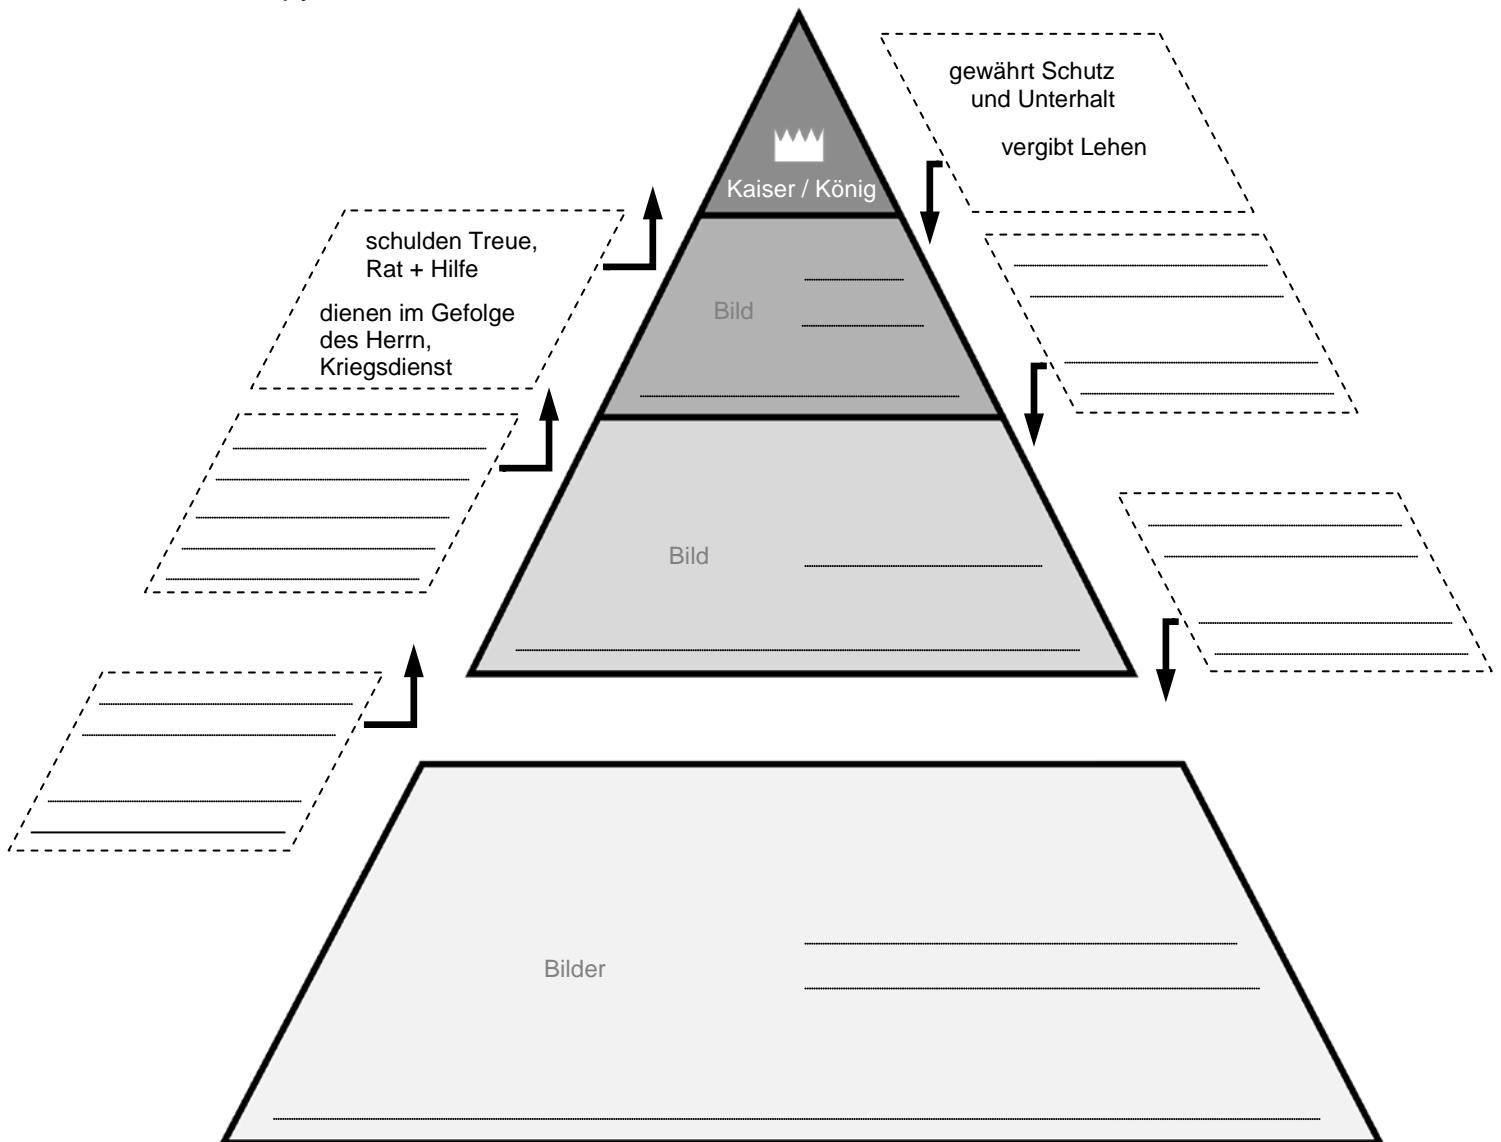 gewährt Schutz
und Unterhalt
vergibt Lehen
Kaiser / König
schulden Treue,
Rat + Hilfe
dienen im Gefolge
des Herrn,
Kriegsdienst
Bild
Bild
Bilder